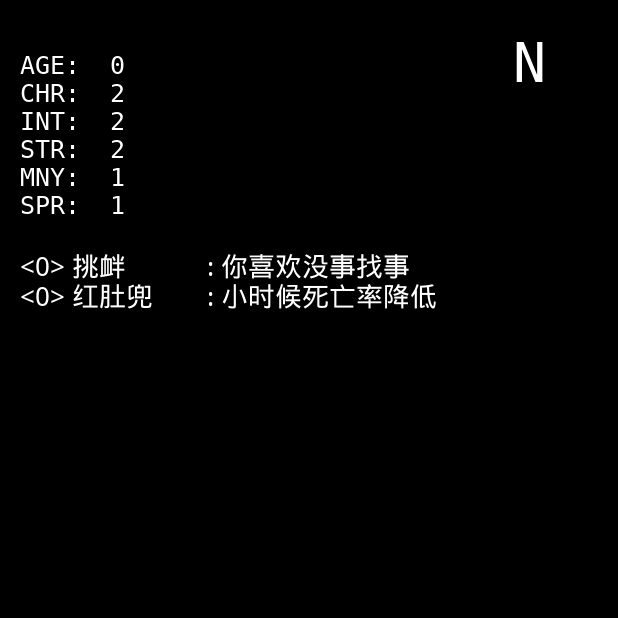 N
AGE: 0
CHR: 2
INT: 2
STR: 2
MNY: 1
SPR: 1
<O> 挑衅 : 你喜欢没事找事
<O> 红肚兜 : 小时候死亡率降低